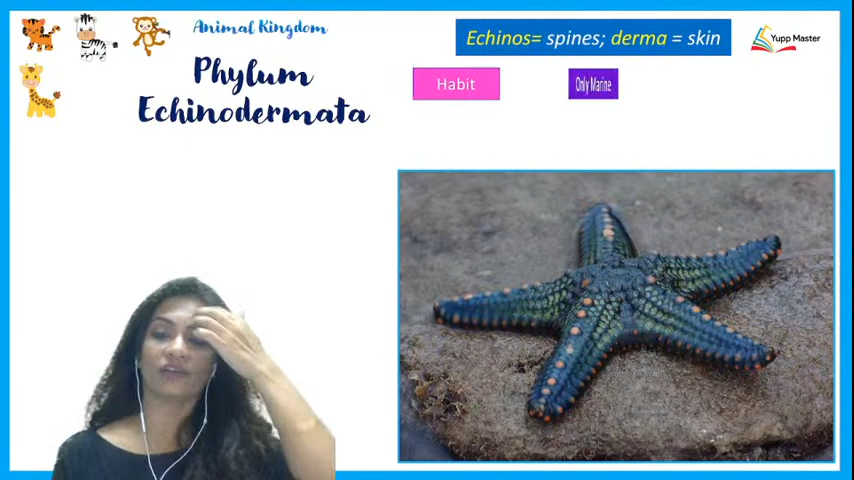 Animal Kingdom
Echinos= spines; derma = skin
Yupp Master
Phylum
Echinodermata
Habit
Only Marine